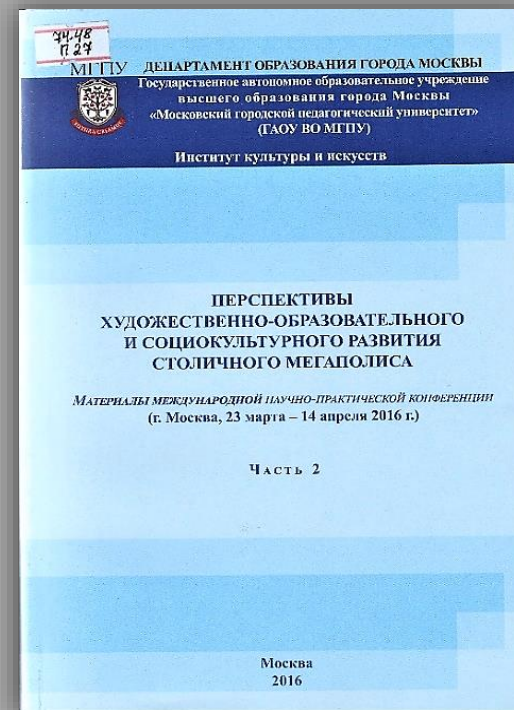 74.48
П 27
МГПУ ДЕПАРТАМЕНТ ОБРАЗОВАНИЯ ГОРОДА МОСКВЫ
Государственное автономное образовательное учреждение
высшего образования города Москвы
«Московский городской педагогический университет»
(ГАОУ ВО МГПУ)
Институт культуры и искусств
ПЕРСПЕКТИВЫ
ХУДОЖЕСТВЕННО-ОБРАЗОВАТЕЛЬНОГО
И СОЦИОКУЛЬТУРНОГО РАЗВИТИЯ
СТОЛИЧНОГО МЕГАПОЛИСА
МАТЕРИАЛЫ МЕЖДУНАРОДНОЙ НАУЧНО-ПРАКТИЧЕСКОЙ КОНФЕРЕНЦИИ
(г. Москва, 23 марта – 14 апреля 2016 г.)
ЧАСТЬ 2
Москва
2016